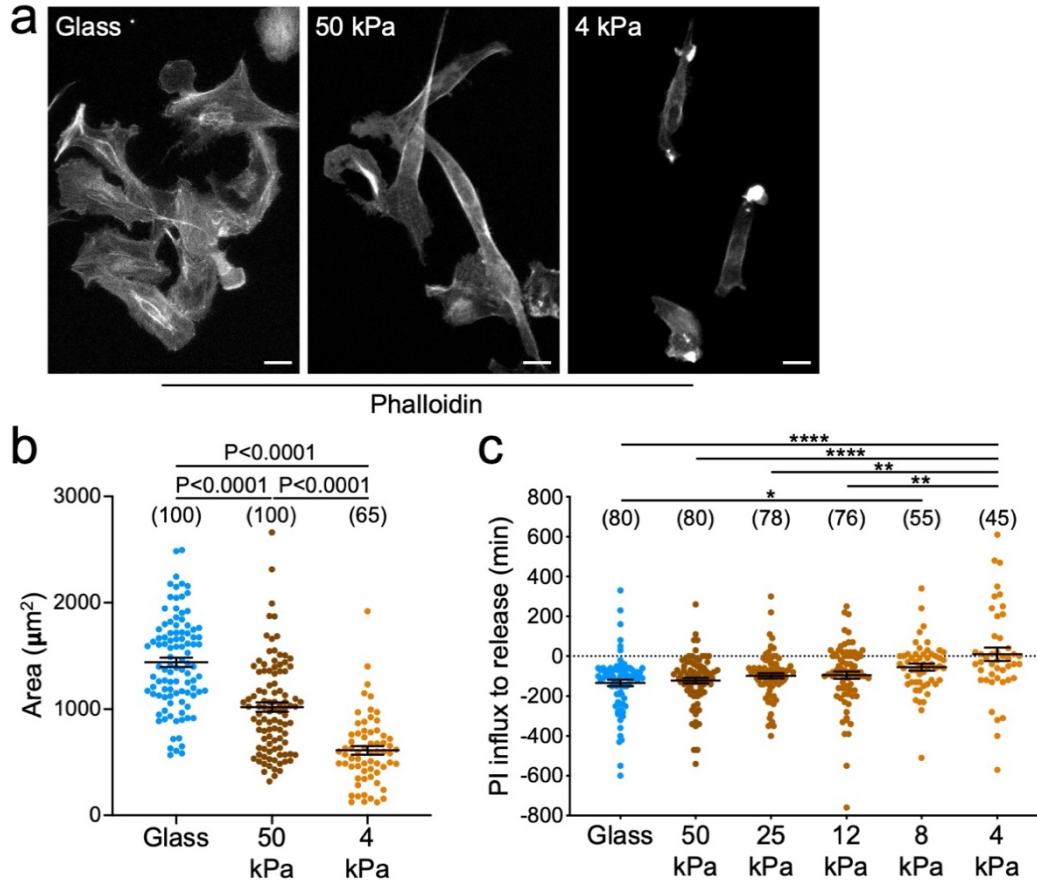 a
Glass
50 kPa
4 kPa
Phalloidin
b
P<0.0001
P<0.0001 P<0.0001
(100) (100) (65)
3000
2000
1000
0
Area (μm²)
Glass
50 kPa
4 kPa
c
****
****
**
**
*
(80) (80) (78) (76) (55) (45)
800
600
400
200
0
-200
-400
-600
-800
PI influx to release (min)
Glass
50 kPa
25 kPa
12 kPa
8 kPa
4 kPa